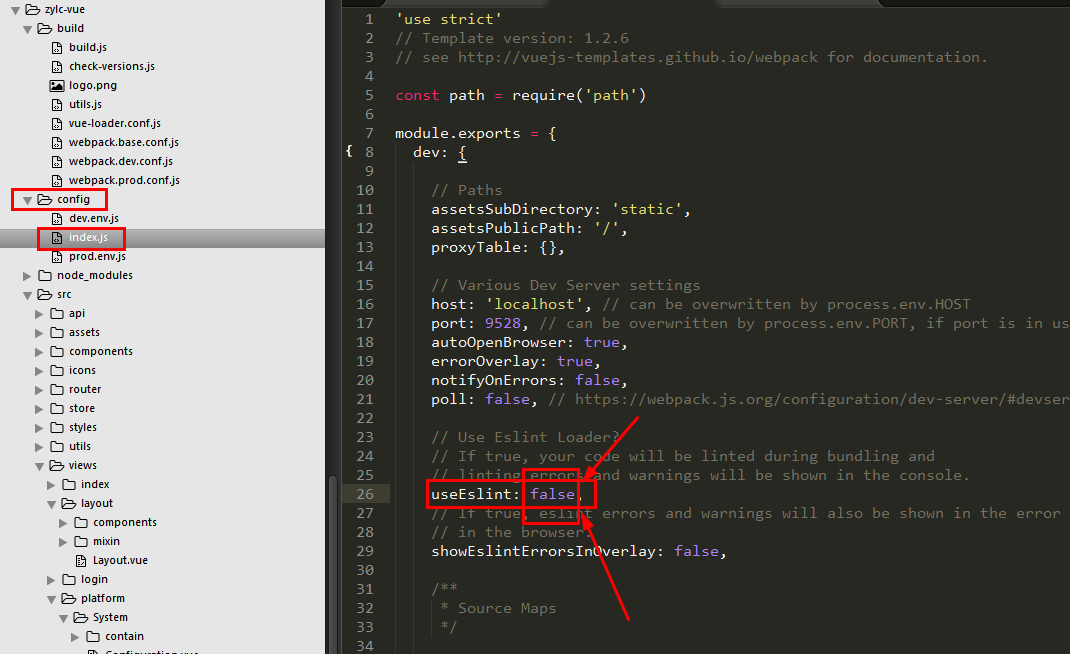 zylc-vue
build
build.js
check-versions.js
logo.png
utils.js
vue-loader.conf.js
webpack.base.conf.js
webpack.dev.conf.js
webpack.prod.conf.js
config
dev.env.js
index.js
prod.env.js
node_modules
src
api
assets
components
icons
router
store
styles
utils
views
index
layout
components
mixin
Layout.vue
login
platform
System
contain
Configuration.vue
1 'use strict'
2 // Template version: 1.2.6
3 // see http://vuejs-templates.github.io/webpack for documentation.
4
5 const path = require('path')
6
7 module.exports = {
{ 8 dev: {
9
10 // Paths
11 assetsSubDirectory: 'static',
12 assetsPublicPath: '/',
13 proxyTable: {},
14
15 // Various Dev Server settings
16 host: 'localhost', // can be overwritten by process.env.HOST
17 port: 9528, // can be overwritten by process.env.PORT, if port is in us
18 autoOpenBrowser: true,
19 errorOverlay: true,
20 notifyOnErrors: false,
21 poll: false, // https://webpack.js.org/configuration/dev-server/#devser
22
23 // Use Eslint Loader?
24 // If true, your code will be linted during bundling and
25 // linting errors and warnings will be shown in the console.
26 useEslint: false,
27 // If true, eslint errors and warnings will also be shown in the error
28 // in the browser.
29 showEslintErrorsInOverlay: false,
30
31 /**
32 * Source Maps
33 */
34